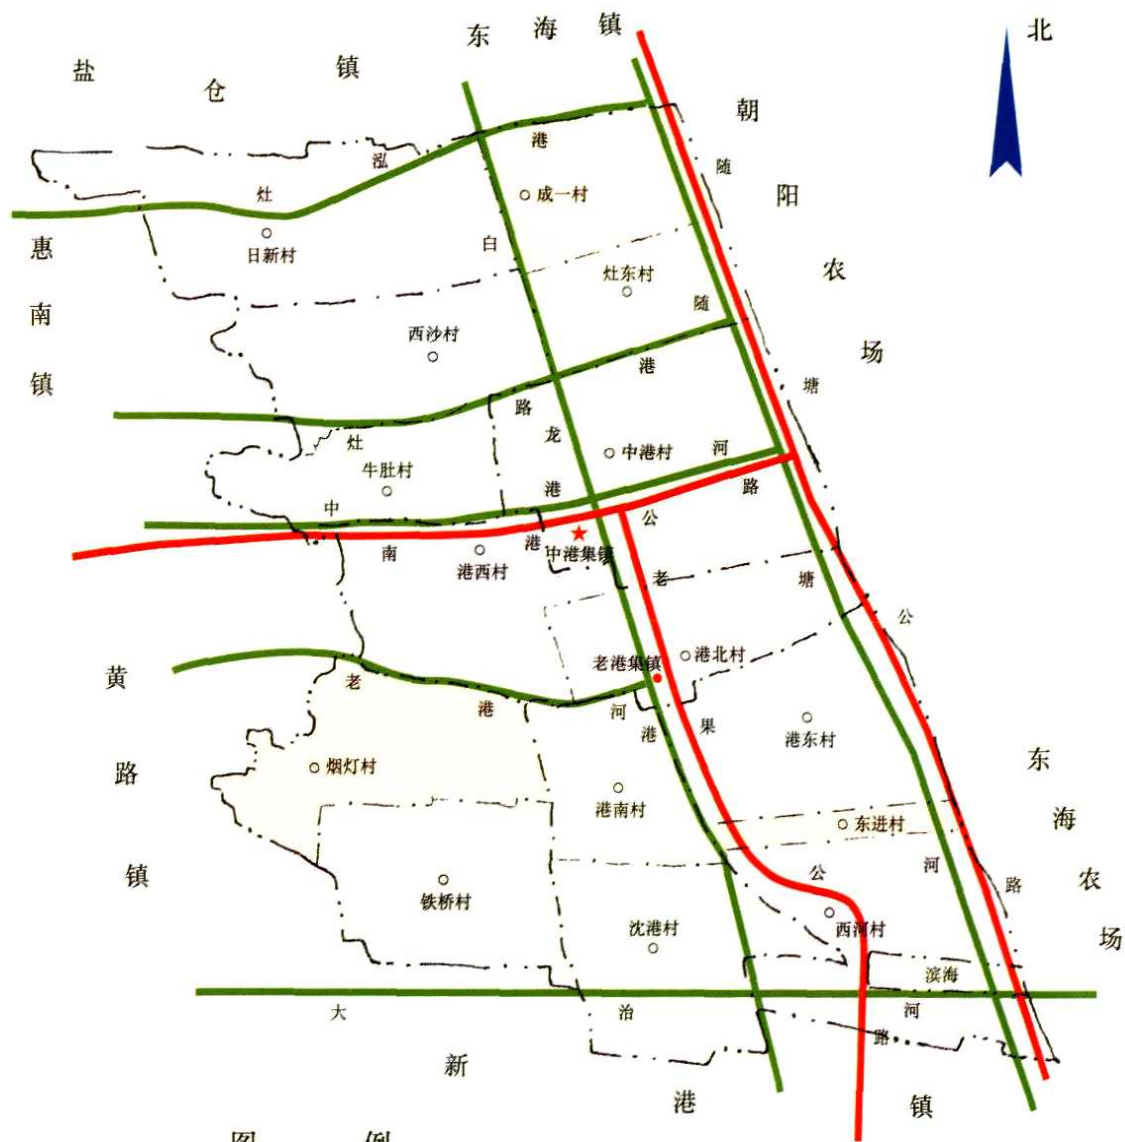 东海镇
北
盐仓镇
朝阳农场
灶泓港
随塘公路
成一村
惠南镇
白龙港
日新村
灶东村
随塘河
西沙村
灶路港
中港村
牛肚村
中港河
南港公路
中港集镇
港西村
老果公路
港北村
老港集镇
黄路镇
老港河
港东村
烟灯村
东海农场
港南村
东进村
铁桥村
西河村
沈港村
滨海
大治河
新港镇
图例